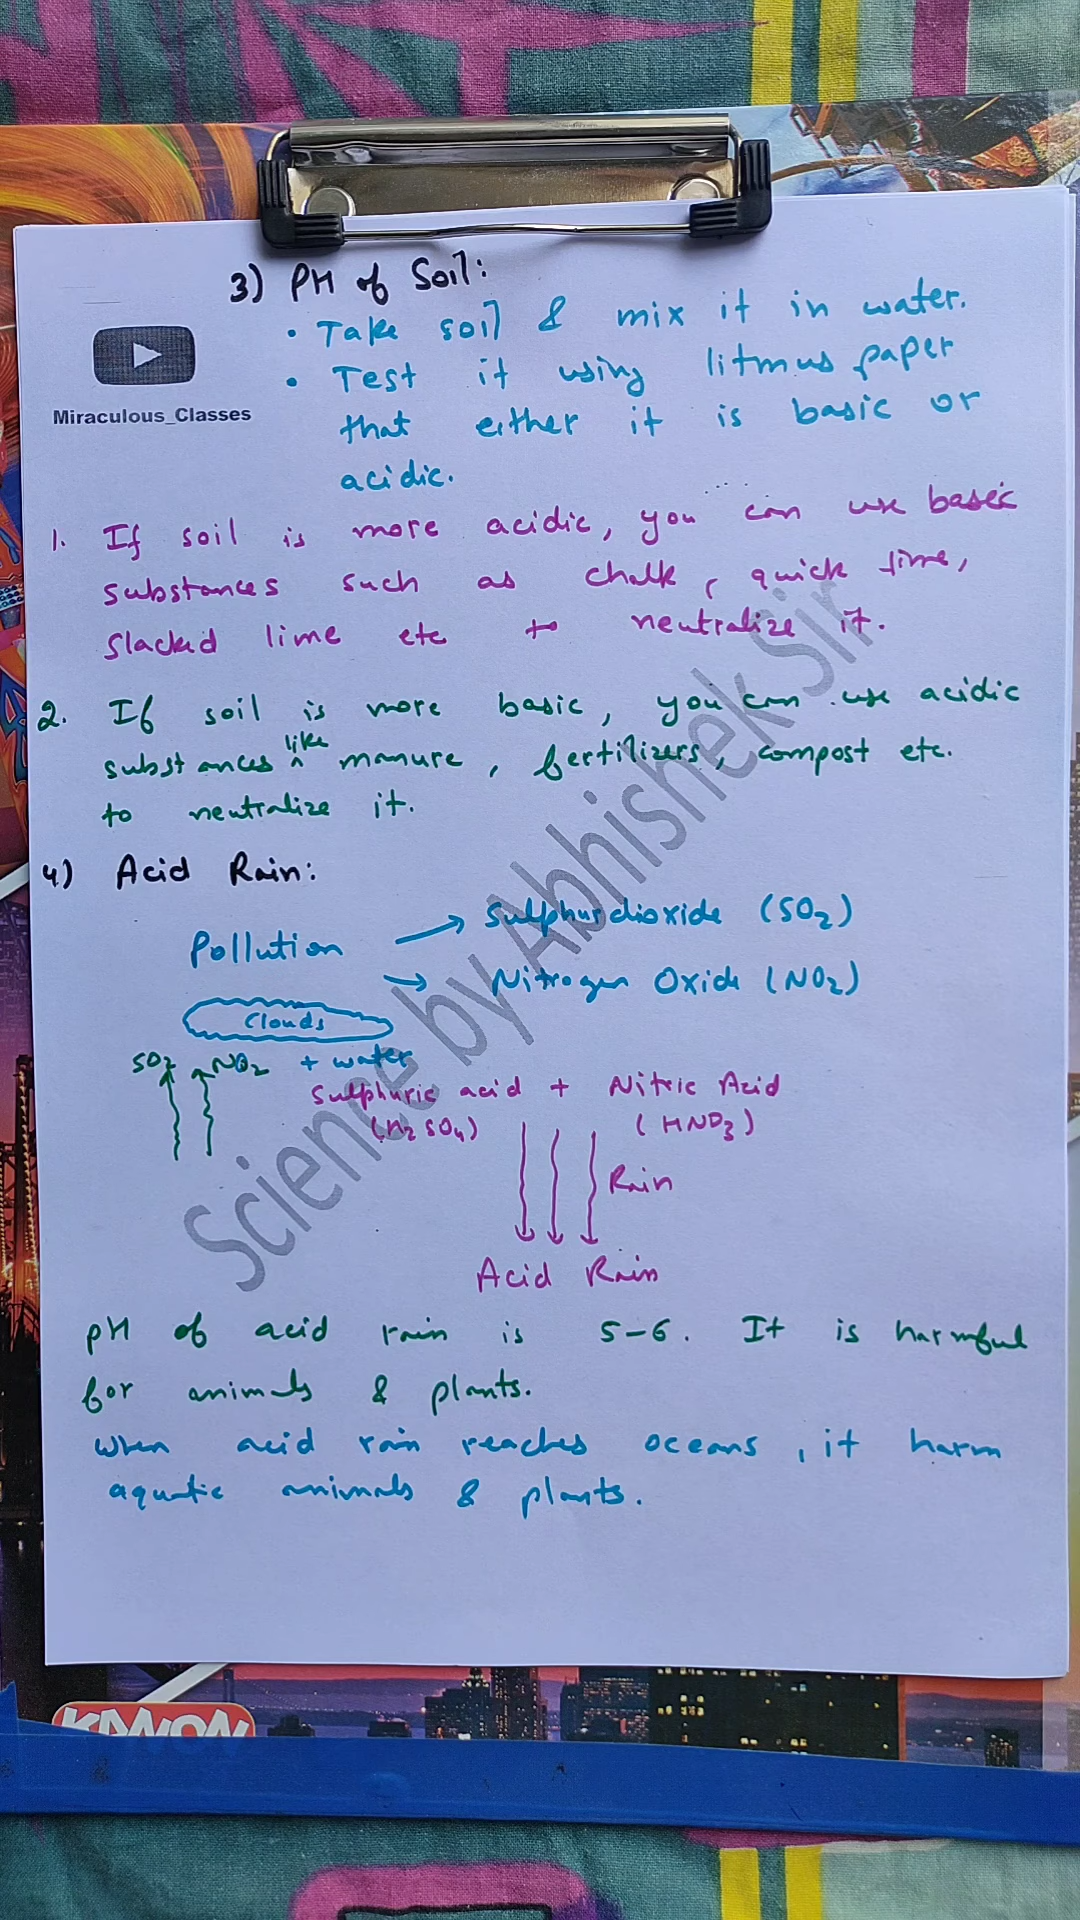 3) PH of Soil:
• Take soil & mix it in water.
• Test it using litmus paper
that either it is basic or
acidic.
Miraculous_Classes
1. If soil is more acidic, you can use basic
substances such as chalk, quick lime,
Slacked lime etc to neutralize it.
2. If soil is more basic, you can use acidic
substances like manure, fertilizers, compost etc.
to neutralize it.
4) Acid Rain:
Pollution → Sulphurdioxide (SO2)
→ Nitrogen Oxide (NO2)
Clouds
SO2 NO2 + water
Sulphuric acid + Nitric Acid
(H2SO4) (HNO3)
Rain
Acid Rain
pH of acid rain is 5-6. It is harmful
for animals & plants.
When acid rain reaches oceans, it harm
aquatic animals & plants.
Science by Abhishek Sir
KANON